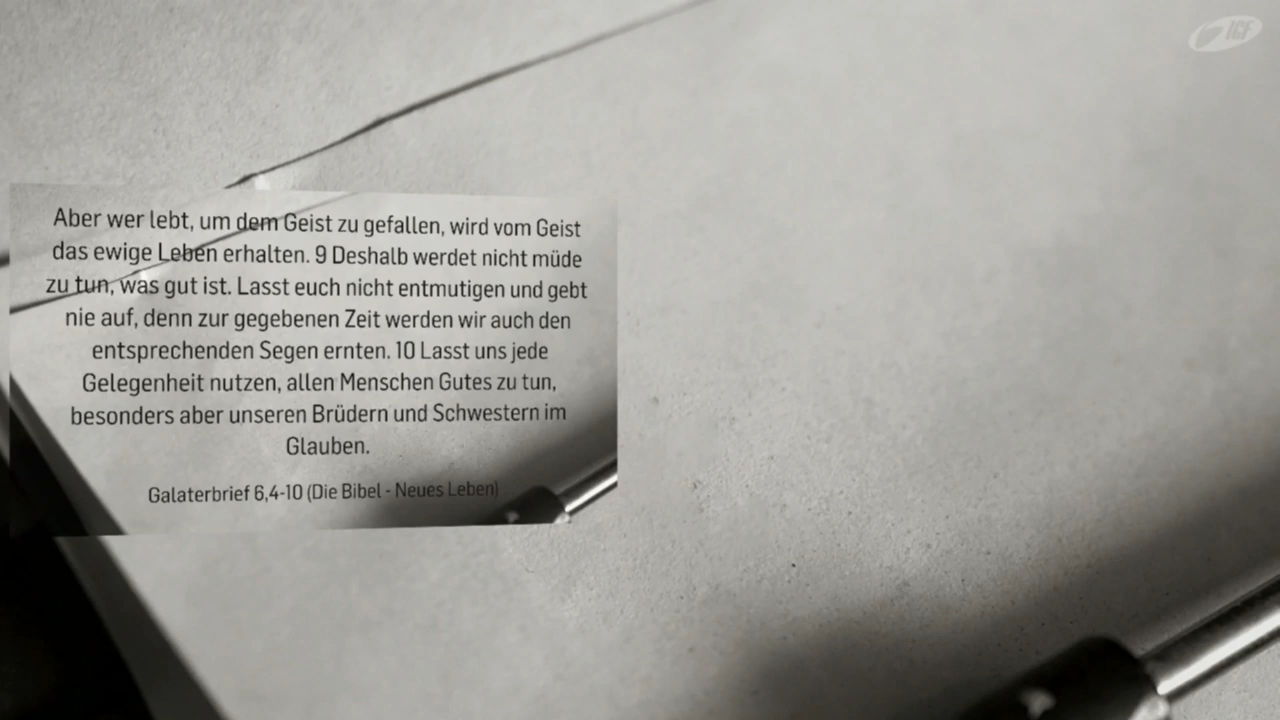 ICF
Aber wer lebt, um dem Geist zu gefallen, wird vom Geist
das ewige Leben erhalten. 9 Deshalb werdet nicht müde
zu tun, was gut ist. Lasst euch nicht entmutigen und gebt
nie auf, denn zur gegebenen Zeit werden wir auch den
entsprechenden Segen ernten. 10 Lasst uns jede
Gelegenheit nutzen, allen Menschen Gutes zu tun,
besonders aber unseren Brüdern und Schwestern im
Glauben.
Galaterbrief 6,4-10 (Die Bibel - Neues Leben)